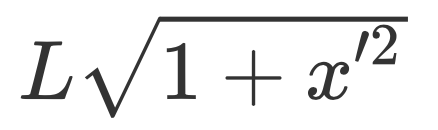 L√(1 + x′²)